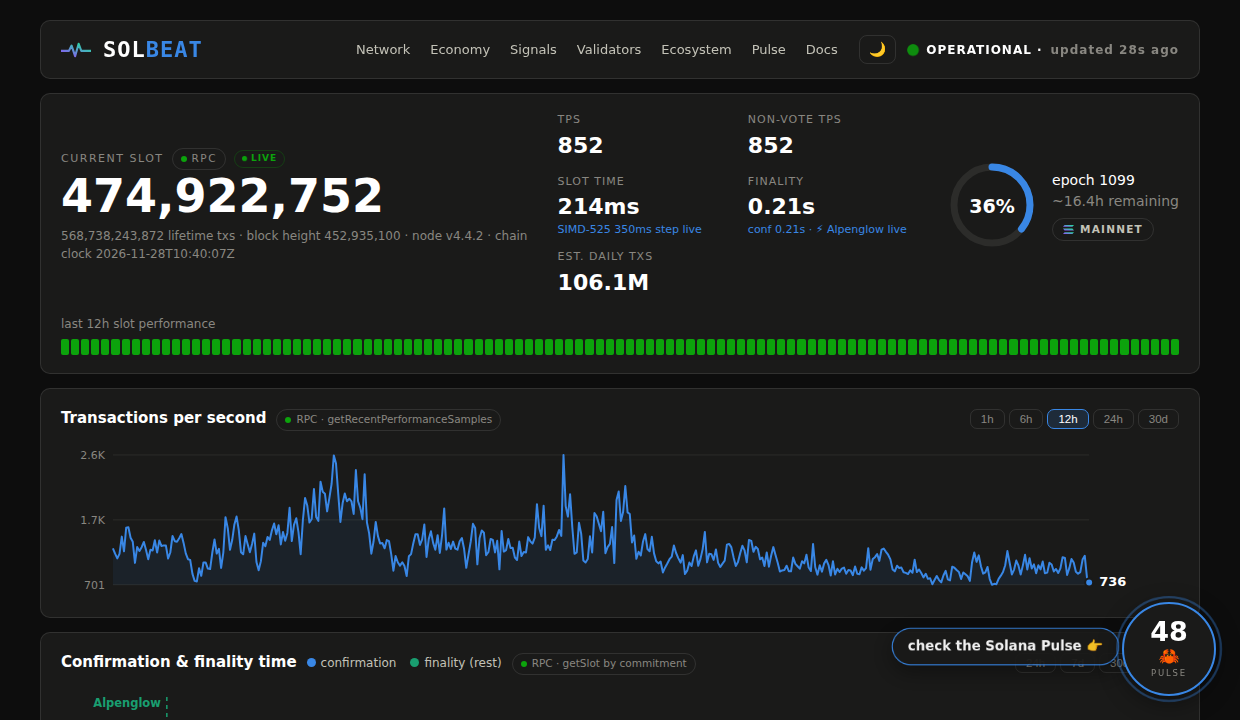 SOLBEAT
Network Economy Signals Validators Ecosystem Pulse Docs
OPERATIONAL · updated 28s ago
CURRENT SLOT RPC LIVE
474,922,752
568,738,243,872 lifetime txs · block height 452,935,100 · node v4.4.2 · chain
clock 2026-11-28T10:40:07Z
TPS
852
NON-VOTE TPS
852
SLOT TIME
214ms
SIMD-525 350ms step live
FINALITY
0.21s
conf 0.21s · ⚡ Alpenglow live
EST. DAILY TXS
106.1M
36%
epoch 1099
~16.4h remaining
MAINNET
last 12h slot performance
Transactions per second RPC · getRecentPerformanceSamples
1h 6h 12h 24h 30d
2.6K
1.7K
701
736
Confirmation & finality time confirmation finality (rest) RPC · getSlot by commitment
check the Solana Pulse 👉
48
🦀
PULSE
Alpenglow